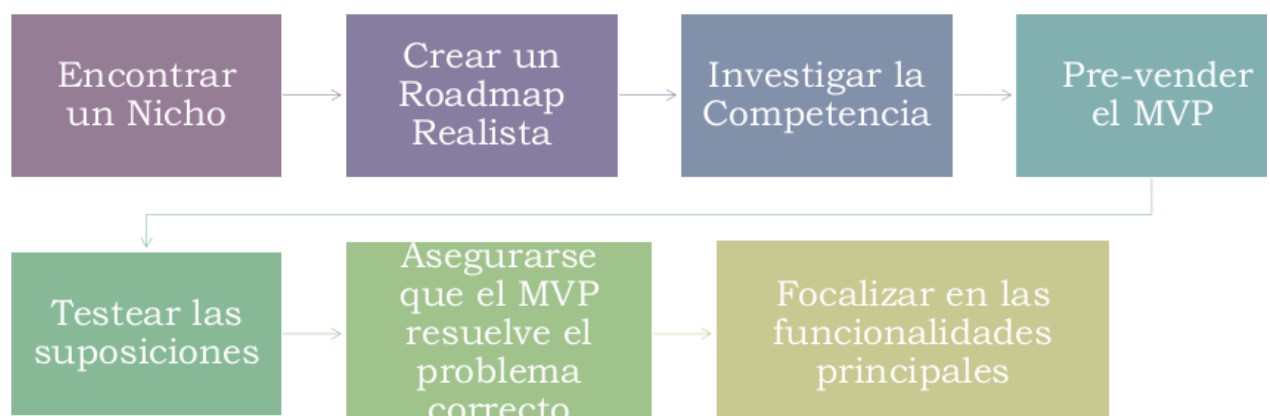 Encontrar
un Nicho
Crear un
Roadmap
Realista
Investigar la
Competencia
Pre-vender
el MVP
Testear las
suposiciones
Asegurarse
que el MVP
resuelve el
problema
correcto
Focalizar en las
funcionalidades
principales